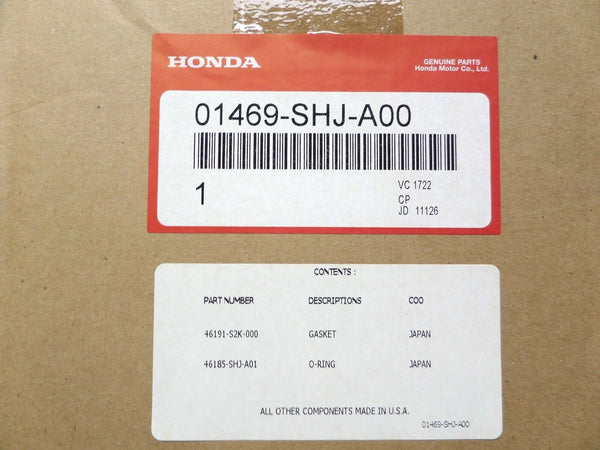 HONDA
GENUINE PARTS
Honda Motor Co., Ltd.
01469-SHJ-A00
1
VC 1722
CP
JD 11126
CONTENTS :
PART NUMBER DESCRIPTIONS COO
46191-S2K-000 GASKET JAPAN
46185-SHJ-A01 O-RING JAPAN
ALL OTHER COMPONENTS MADE IN U.S.A.
01469-SHJ-A00